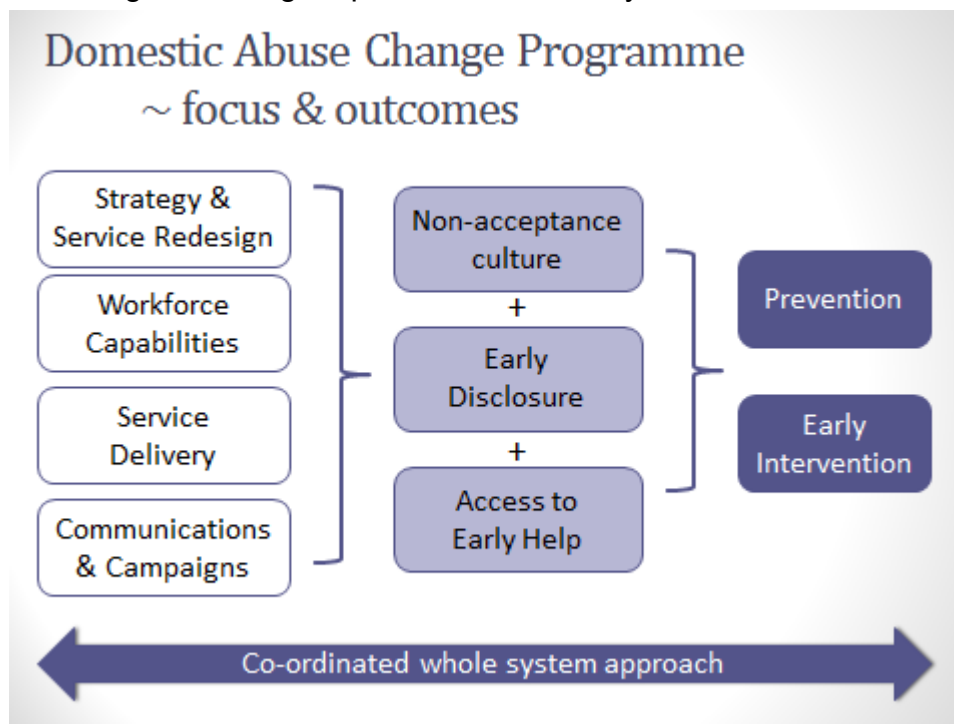 Domestic Abuse Change Programme
~ focus & outcomes
Strategy &
Service Redesign
Workforce
Capabilities
Service
Delivery
Communications
& Campaigns
Non-acceptance
culture
+
Early
Disclosure
+
Access to
Early Help
Prevention
Early
Intervention
Co-ordinated whole system approach